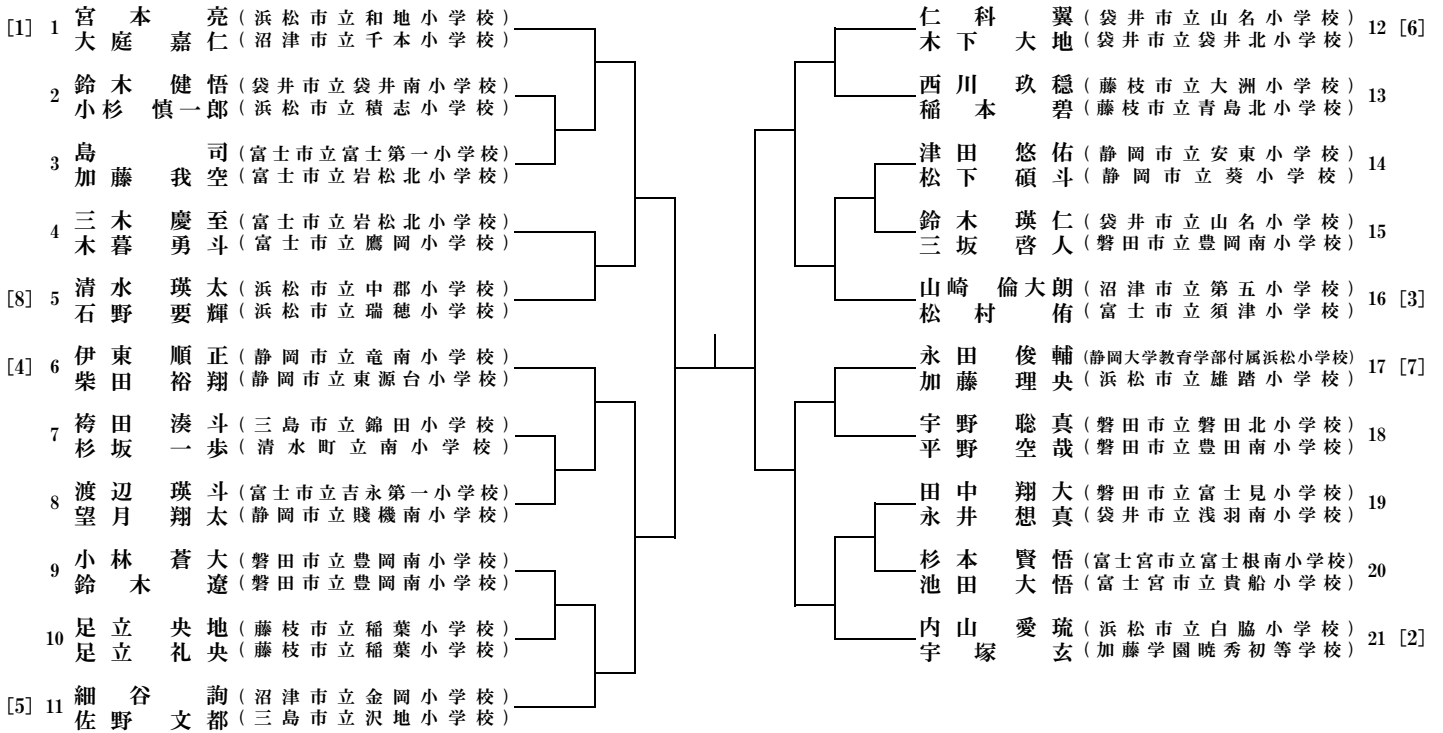 [1] 1 宮本 亮 (浜松市立和地小学校)
大庭 嘉仁 (沼津市立千本小学校)
2 鈴木 健悟 (袋井市立袋井南小学校)
小杉 慎一郎 (浜松市立積志小学校)
3 島 司 (富士市立富士第一小学校)
加藤 我空 (富士市立岩松北小学校)
4 三木 慶至 (富士市立岩松北小学校)
木暮 勇斗 (富士市立鷹岡小学校)
[8] 5 清水 瑛太 (浜松市立中郡小学校)
石野 要輝 (浜松市立瑞穂小学校)
[4] 6 伊東 順正 (静岡市立竜南小学校)
柴田 裕翔 (静岡市立東源台小学校)
7 袴田 湊斗 (三島市立錦田小学校)
杉坂 一歩 (清水町立南小学校)
8 渡辺 瑛斗 (富士市立吉永第一小学校)
望月 翔太 (静岡市立賤機南小学校)
9 小林 蒼大 (磐田市立豊岡南小学校)
鈴木 遼 (磐田市立豊岡南小学校)
10 足立 央地 (藤枝市立稲葉小学校)
足立 礼央 (藤枝市立稲葉小学校)
[5] 11 細谷 詢 (沼津市立金岡小学校)
佐野 文都 (三島市立沢地小学校)
仁科 翼 (袋井市立山名小学校) 12 [6]
木下 大地 (袋井市立袋井北小学校)
西川 玖穏 (藤枝市立大洲小学校) 13
稲本 碧 (藤枝市立青島北小学校)
津田 悠佑 (静岡市立安東小学校) 14
松下 碩斗 (静岡市立葵小学校)
鈴木 瑛仁 (袋井市立山名小学校) 15
三坂 啓人 (磐田市立豊岡南小学校)
山崎 倫大朗 (沼津市立第五小学校) 16 [3]
松村 侑 (富士市立須津小学校)
永田 俊輔 (静岡大学教育学部付属浜松小学校) 17 [7]
加藤 理央 (浜松市立雄踏小学校)
宇野 聡真 (磐田市立磐田北小学校) 18
平野 空哉 (磐田市立豊田南小学校)
田中 翔大 (磐田市立富士見小学校) 19
永井 想真 (袋井市立浅羽南小学校)
杉本 賢悟 (富士宮市立富士根南小学校) 20
池田 大悟 (富士宮市立貴船小学校)
内山 愛琉 (浜松市立白脇小学校) 21 [2]
宇塚 玄 (加藤学園暁秀初等学校)